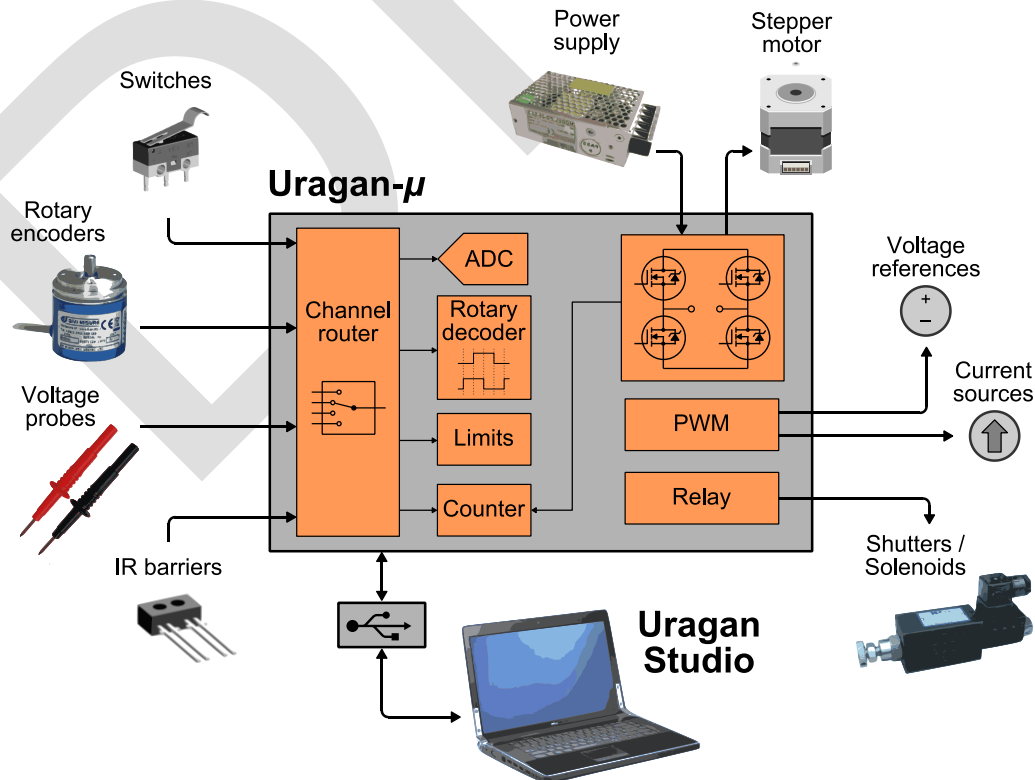 Power
supply
Stepper
motor
Switches
Uragan-μ
Rotary
encoders
Channel
router
ADC
Rotary
decoder
Limits
Counter
PWM
Relay
Voltage
references
+
−
Current
sources
Voltage
probes
IR barriers
Shutters /
Solenoids
Uragan
Studio